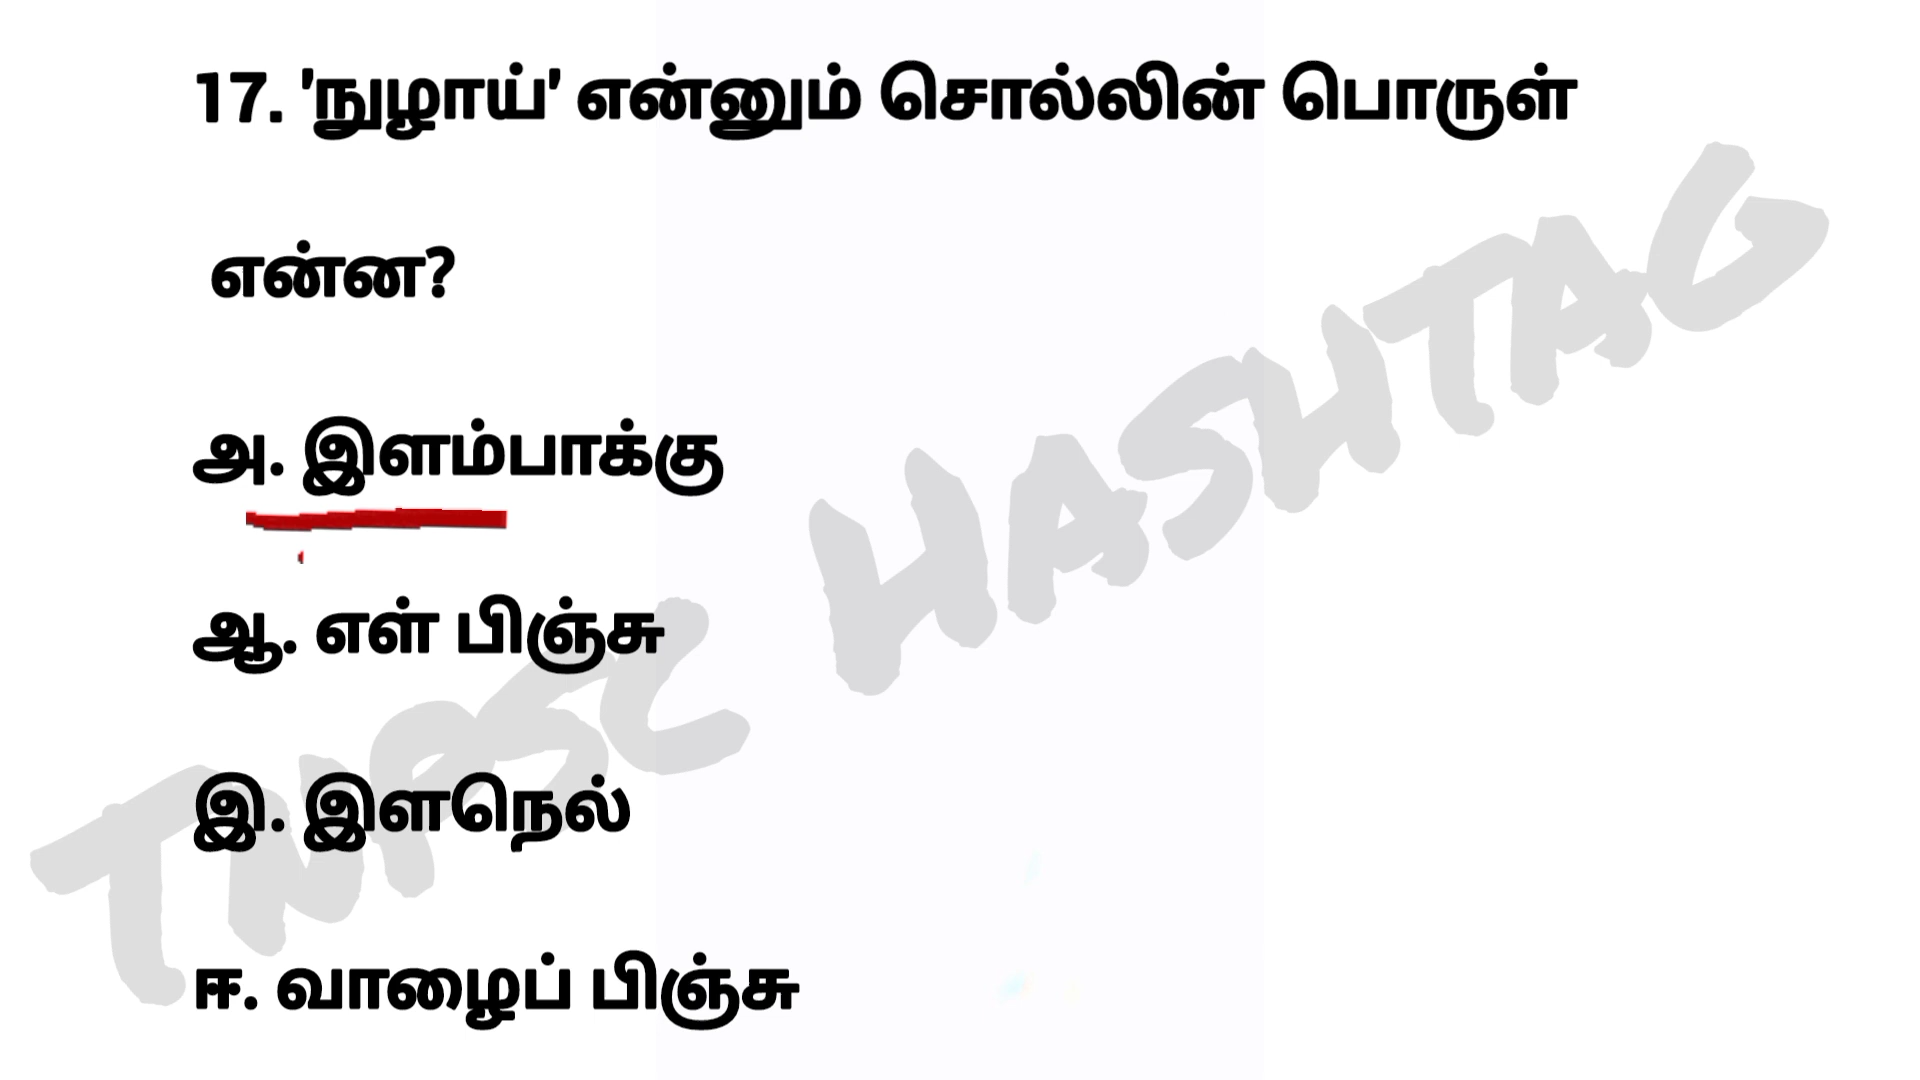 17. 'நுழாய்' என்னும் சொல்லின் பொருள்
என்ன?
அ. இளம்பாக்கு
ஆ. எள் பிஞ்சு
இ. இளநெல்
ஈ. வாழைப் பிஞ்சு
TNPSC HASHTAG